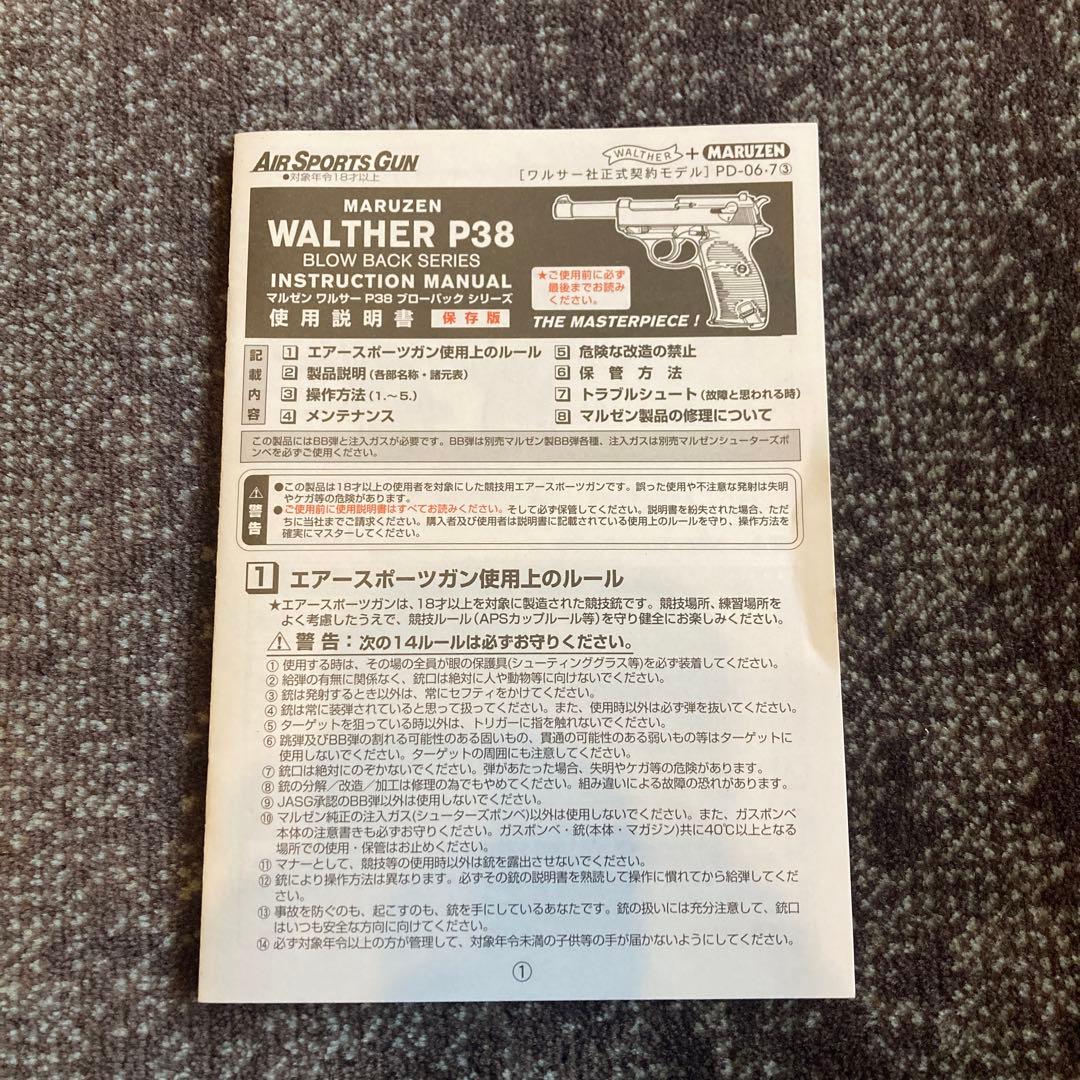 AIR SPORTS GUN
●対象年令18才以上
WALTHER + MARUZEN
[ワルサー社正式契約モデル] PD-06・7③
MARUZEN
WALTHER P38
BLOW BACK SERIES
INSTRUCTION MANUAL
マルゼン ワルサー P38 ブローバック シリーズ
使用説明書 保存版
★ご使用前に必ず
最後までお読み
ください。
THE MASTERPIECE !
記載内容
1 エアースポーツガン使用上のルール
2 製品説明(各部名称・諸元表)
3 操作方法(1.〜5.)
4 メンテナンス
5 危険な改造の禁止
6 保管方法
7 トラブルシュート(故障と思われる時)
8 マルゼン製品の修理について
この製品にはBB弾と注入ガスが必要です。BB弾は別売マルゼン製BB弾各種、注入ガスは別売マルゼンシューターズボ
ンベを必ずご使用ください。
⚠警告
●この製品は18才以上の使用者を対象にした競技用エアースポーツガンです。誤った使用や不注意な発射は失明
やケガ等の危険があります。
●ご使用前に使用説明書はすべてお読みください。そして必ず保管してください。説明書を紛失された場合、ただ
ちに当社までご請求ください。購入者及び使用者は説明書に記載されている使用上のルールを守り、操作方法を
確実にマスターしてください。
1 エアースポーツガン使用上のルール
★エアースポーツガンは、18才以上を対象に製造された競技銃です。競技場所、練習場所を
よく考慮したうえで、競技ルール(APSカップルール等)を守り健全にお楽しみください。
⚠警告：次の14ルールは必ずお守りください。
① 使用する時は、その場の全員が眼の保護具(シューティンググラス等)を必ず装着してください。
② 給弾の有無に関係なく、銃口は絶対に人や動物等に向けないでください。
③ 銃は発射するとき以外は、常にセフティをかけてください。
④ 銃は常に装弾されていると思って扱ってください。また、使用時以外は必ず弾を抜いてください。
⑤ ターゲットを狙っている時以外は、トリガーに指を触れないでください。
⑥ 跳弾及びBB弾の割れる可能性のある固いもの、貫通の可能性のある弱いもの等はターゲットに
使用しないでください。ターゲットの周囲にも注意してください。
⑦ 銃口は絶対にのぞかないでください。弾があたった場合、失明やケガ等の危険があります。
⑧ 銃の分解／改造／加工は修理の為でもやめてください。組み違いによる故障の恐れがあります。
⑨ JASG承認のBB弾以外は使用しないでください。
⑩ マルゼン純正の注入ガス(シューターズボンベ)以外は使用しないでください。また、ガスボンベ
本体の注意書きも必ずお守りください。ガスボンベ・銃(本体・マガジン)共に40℃以上となる
場所での使用・保管はお止めください。
⑪ マナーとして、競技等の使用時以外は銃を露出させないでください。
⑫ 銃により操作方法は異なります。必ずその銃の説明書を熟読して操作に慣れてから給弾してくだ
さい。
⑬ 事故を防ぐのも、起こすのも、銃を手にしているあなたです。銃の扱いには充分注意して、銃口
はいつも安全な方向に向けてください。
⑭ 必ず対象年令以上の方が管理して、対象年令未満の子供等の手が届かないようにしてください。
①